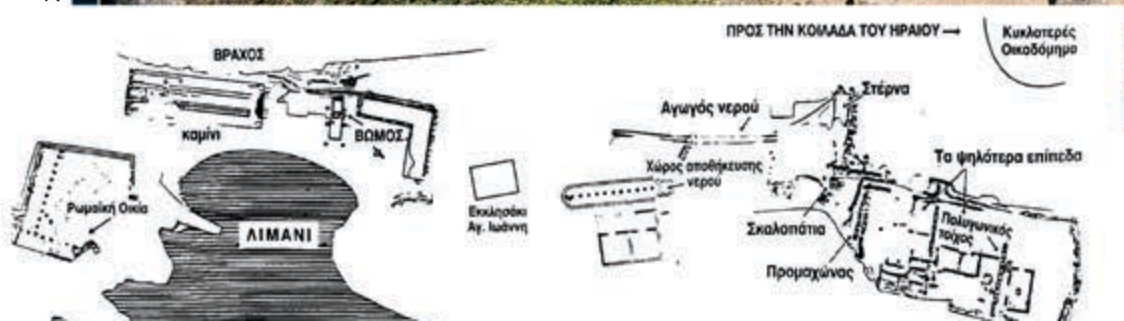 ΠΡΟΣ ΤΗΝ ΚΟΙΛΑΔΑ ΤΟΥ ΗΡΑΙΟΥ →
Κυκλοτερές
Οικοδόμημα
ΒΡΑΧΟΣ
Στέρνα
Αγωγός νερού
καμίνι
ΒΩΜΟΣ
Τα ψηλότερα επίπεδα
Χώρος αποθήκευσης
νερού
Ρωμαϊκή Οικία
Εκκλησάκι
Αγ. Ιωάννη
ΛΙΜΑΝΙ
Σκαλοπάτια
Πολυγωνικός
τοίχος
Προμαχώνας